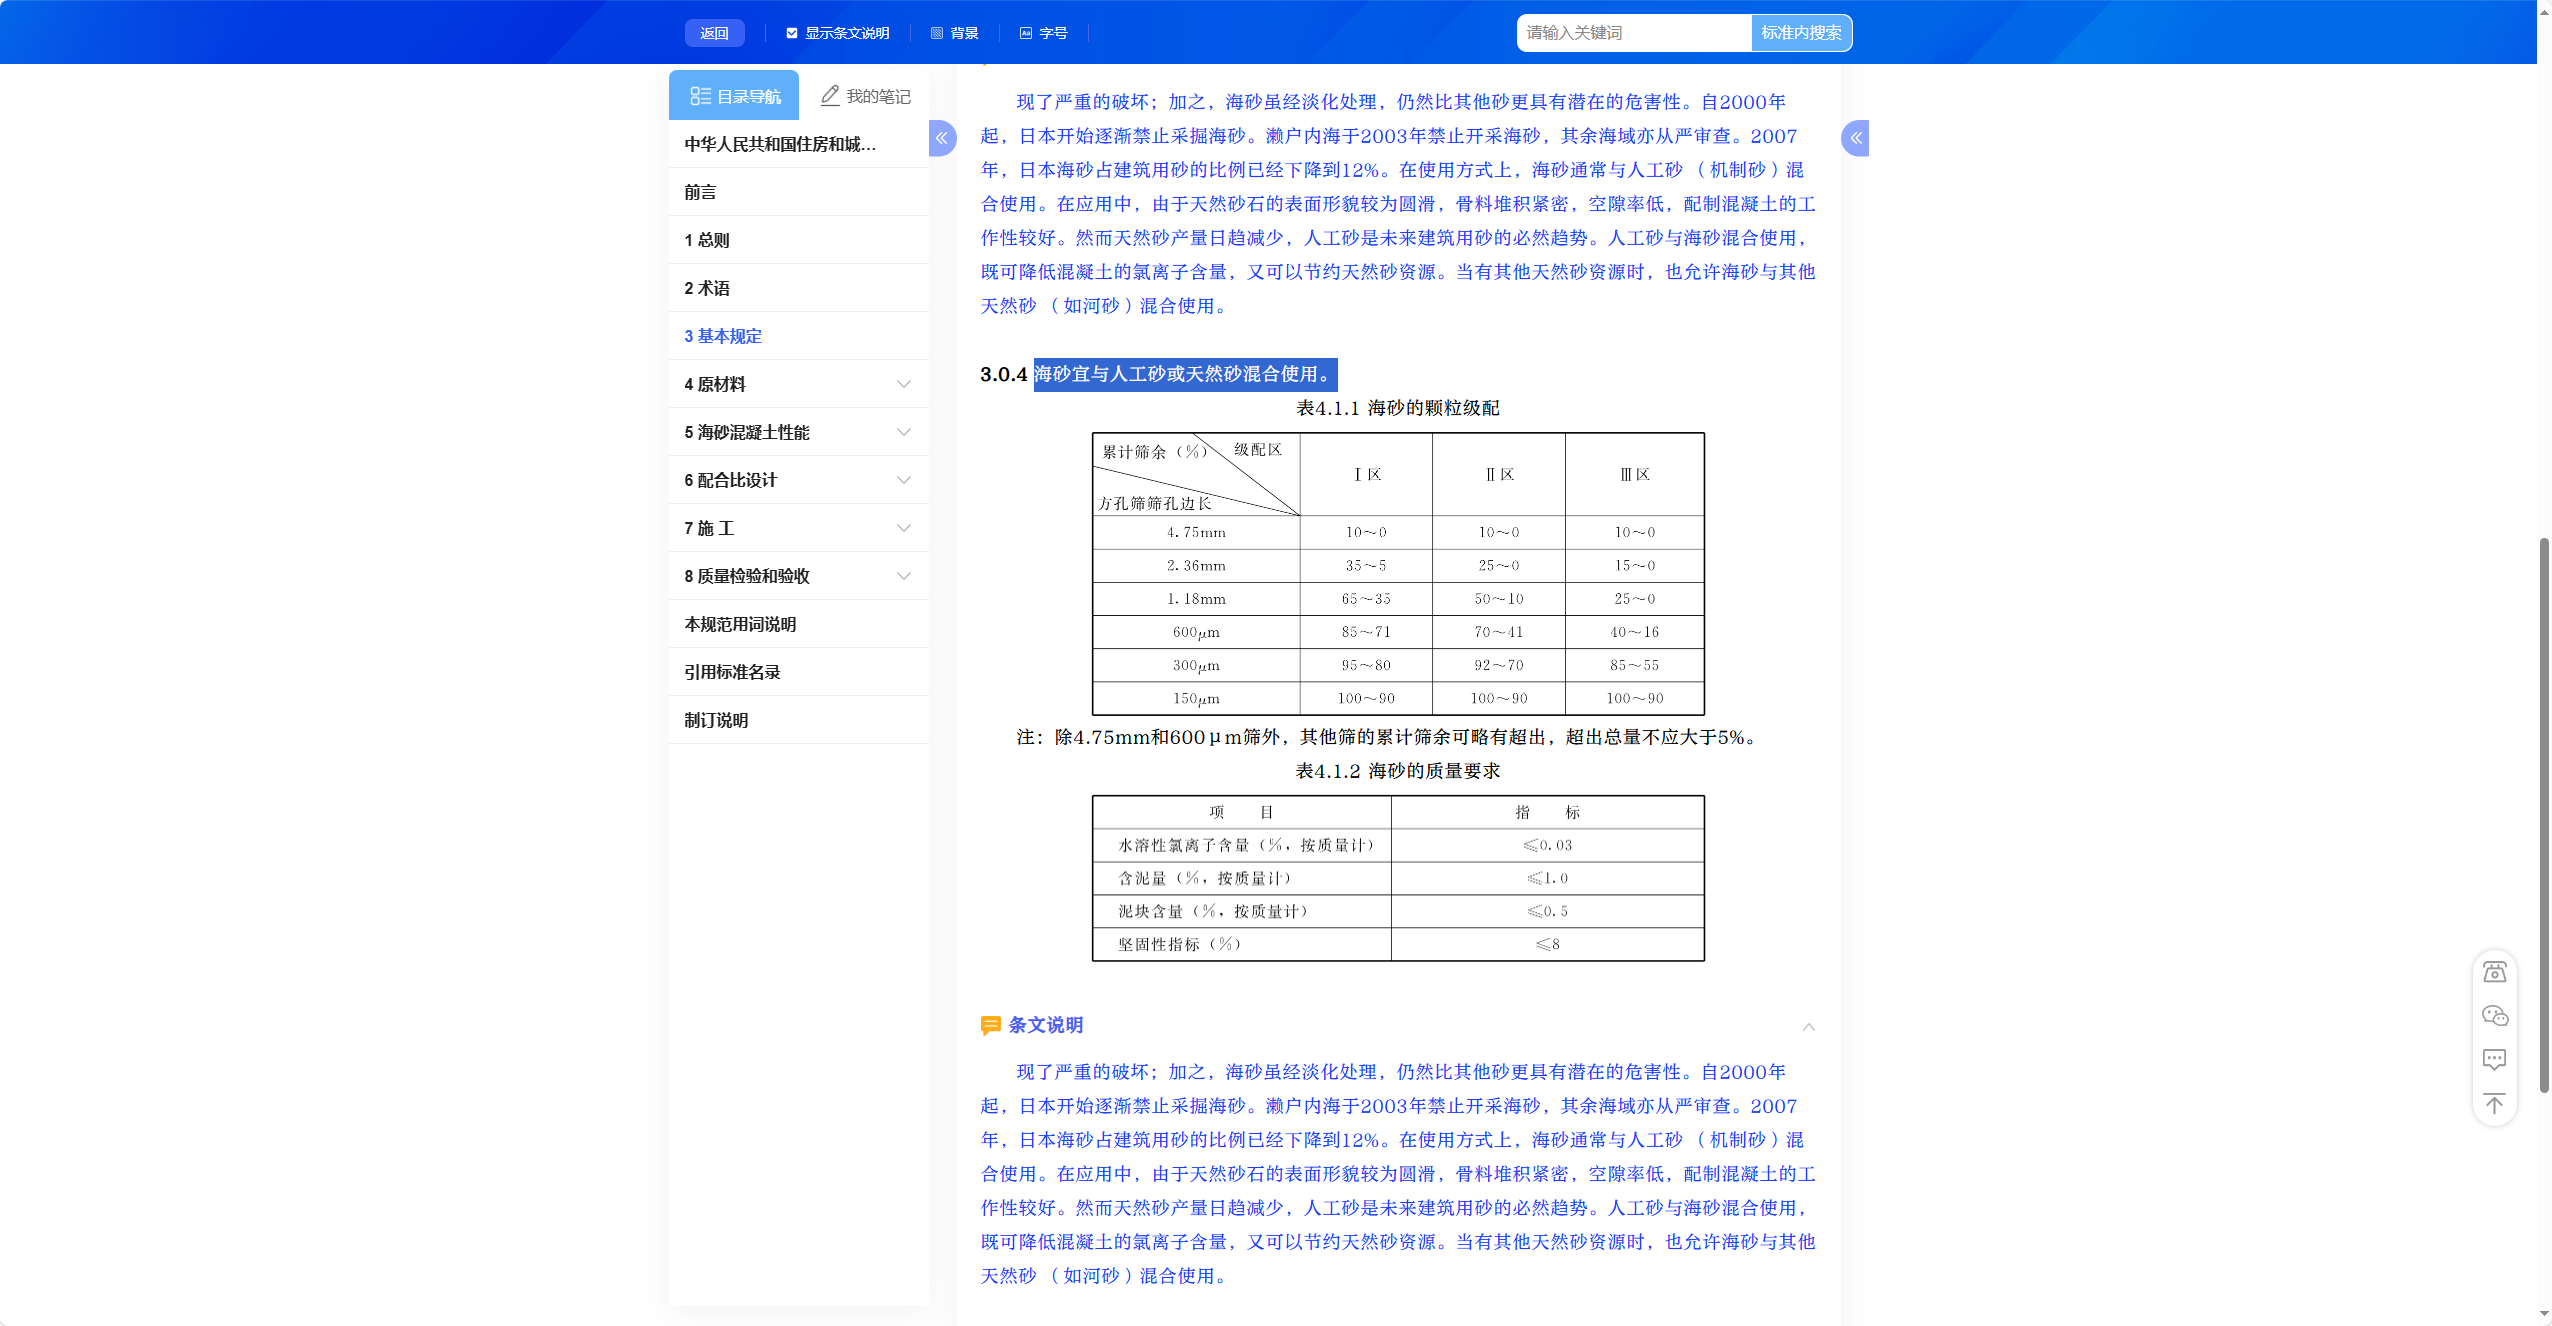 返回
显示条文说明
背景
字号
请输入关键词
标准内搜索
目录导航
我的笔记
中华人民共和国住房和城...
前言
1 总则
2 术语
3 基本规定
4 原材料
5 海砂混凝土性能
6 配合比设计
7 施 工
8 质量检验和验收
本规范用词说明
引用标准名录
制订说明
现了严重的破坏；加之，海砂虽经淡化处理，仍然比其他砂更具有潜在的危害性。自2000年
起，日本开始逐渐禁止采掘海砂。濑户内海于2003年禁止开采海砂，其余海域亦从严审查。2007
年，日本海砂占建筑用砂的比例已经下降到12%。在使用方式上，海砂通常与人工砂（机制砂）混
合使用。在应用中，由于天然砂石的表面形貌较为圆滑，骨料堆积紧密，空隙率低，配制混凝土的工
作性较好。然而天然砂产量日趋减少，人工砂是未来建筑用砂的必然趋势。人工砂与海砂混合使用，
既可降低混凝土的氯离子含量，又可以节约天然砂资源。当有其他天然砂资源时，也允许海砂与其他
天然砂（如河砂）混合使用。
3.0.4 海砂宜与人工砂或天然砂混合使用。
表4.1.1 海砂的颗粒级配
累计筛余（%） 级配区 方孔筛筛孔边长 Ⅰ区 Ⅱ区 Ⅲ区
4.75mm 10～0 10～0 10～0
2.36mm 35～5 25～0 15～0
1.18mm 65～35 50～10 25～0
600μm 85～71 70～41 40～16
300μm 95～80 92～70 85～55
150μm 100～90 100～90 100～90
注：除4.75mm和600μm筛外，其他筛的累计筛余可略有超出，超出总量不应大于5%。
表4.1.2 海砂的质量要求
项 目 指 标
水溶性氯离子含量（%，按质量计） ≤0.03
含泥量（%，按质量计） ≤1.0
泥块含量（%，按质量计） ≤0.5
坚固性指标（%） ≤8
条文说明
现了严重的破坏；加之，海砂虽经淡化处理，仍然比其他砂更具有潜在的危害性。自2000年
起，日本开始逐渐禁止采掘海砂。濑户内海于2003年禁止开采海砂，其余海域亦从严审查。2007
年，日本海砂占建筑用砂的比例已经下降到12%。在使用方式上，海砂通常与人工砂（机制砂）混
合使用。在应用中，由于天然砂石的表面形貌较为圆滑，骨料堆积紧密，空隙率低，配制混凝土的工
作性较好。然而天然砂产量日趋减少，人工砂是未来建筑用砂的必然趋势。人工砂与海砂混合使用，
既可降低混凝土的氯离子含量，又可以节约天然砂资源。当有其他天然砂资源时，也允许海砂与其他
天然砂（如河砂）混合使用。